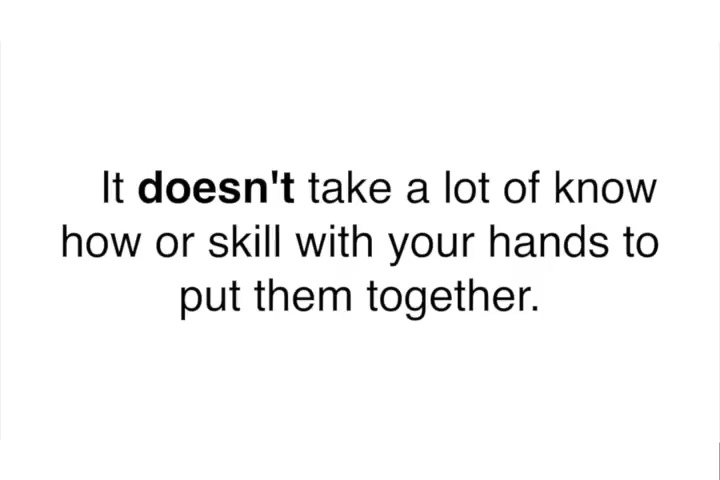 It doesn't take a lot of know
how or skill with your hands to
put them together.